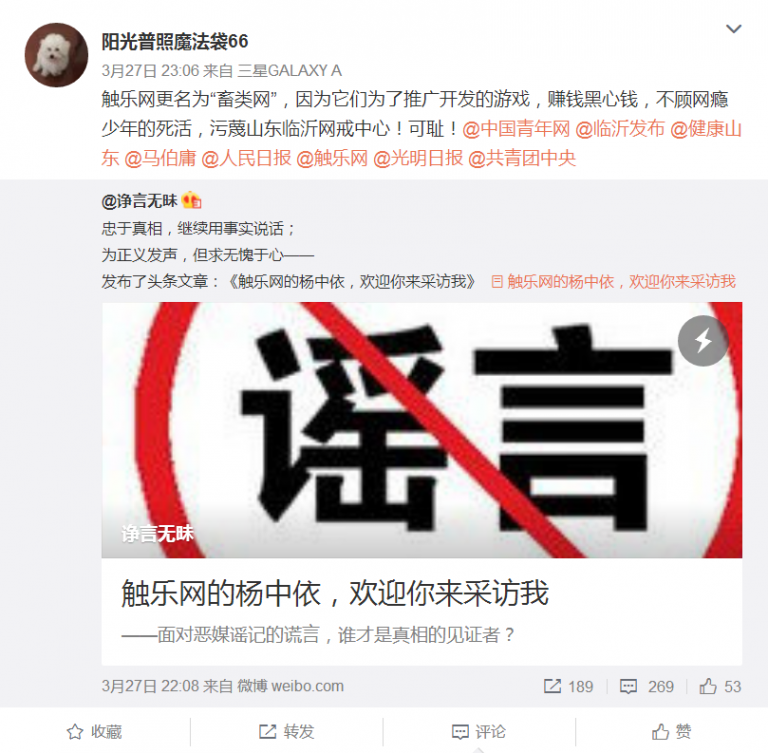 阳光普照魔法袋66
3月27日 23:06 来自 三星GALAXY A
触乐网更名为“畜类网”，因为它们为了推广开发的游戏，赚钱黑心钱，不顾网瘾
少年的死活，污蔑山东临沂网戒中心！可耻！@中国青年网 @临沂发布 @健康山
东 @马伯庸 @人民日报 @触乐网 @光明日报 @共青团中央
@诤言无昧
忠于真相，继续用事实说话；
为正义发声，但求无愧于心——
发布了头条文章：《触乐网的杨中依，欢迎你来采访我》 触乐网的杨中依，欢迎你来采访我
谣言
诤言无昧
触乐网的杨中依，欢迎你来采访我
——面对恶媒谣记的谎言，谁才是真相的见证者？
3月27日 22:08 来自 微博 weibo.com 189 269 53
收藏 转发 评论 赞